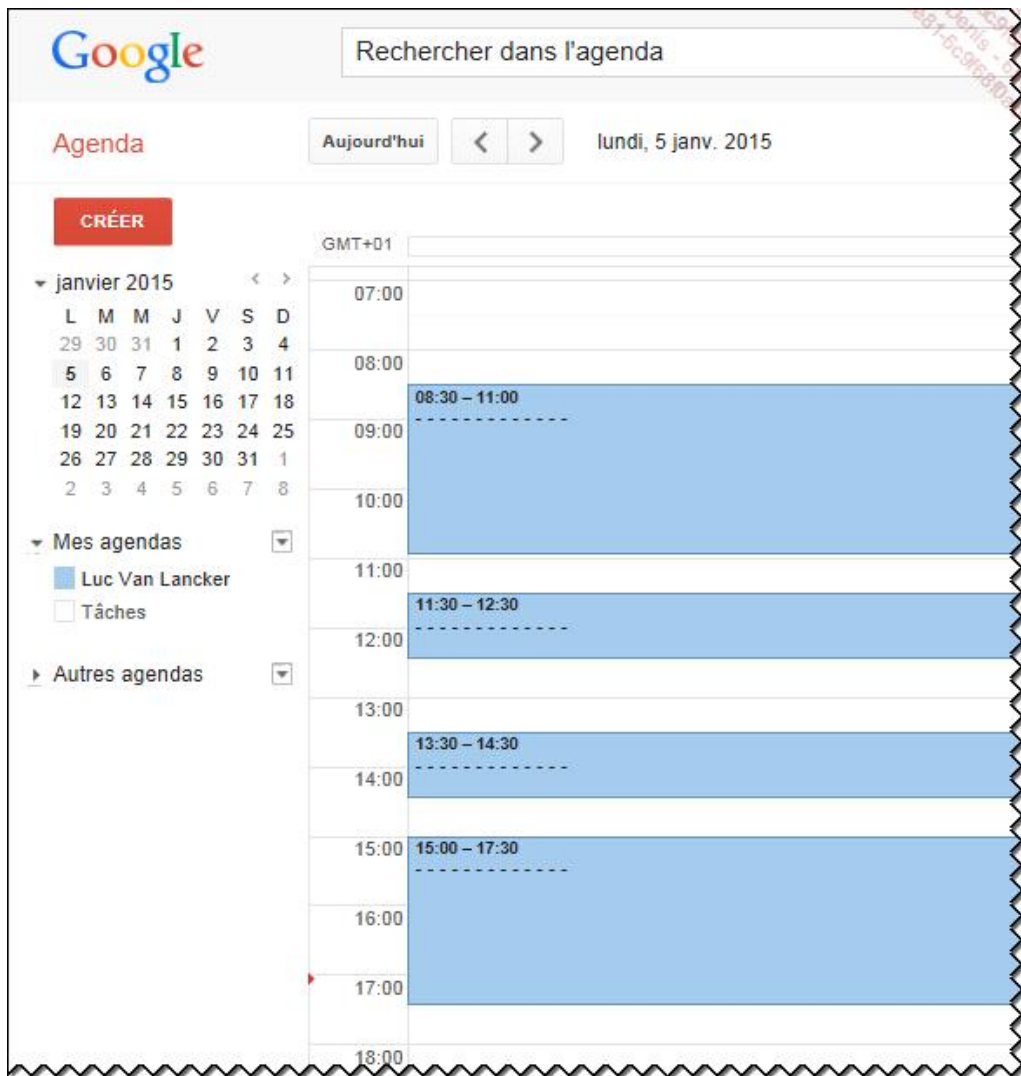 Google
Rechercher dans l'agenda
Agenda
Aujourd'hui
lundi, 5 janv. 2015
CRÉER
GMT+01
janvier 2015
L M M J V S D
29 30 31 1 2 3 4
5 6 7 8 9 10 11
12 13 14 15 16 17 18
19 20 21 22 23 24 25
26 27 28 29 30 31 1
2 3 4 5 6 7 8
Mes agendas
Luc Van Lancker
Tâches
Autres agendas
07:00
08:00
08:30 – 11:00
09:00
10:00
11:00
11:30 – 12:30
12:00
13:00
13:30 – 14:30
14:00
15:00
15:00 – 17:30
16:00
17:00
18:00
Denis